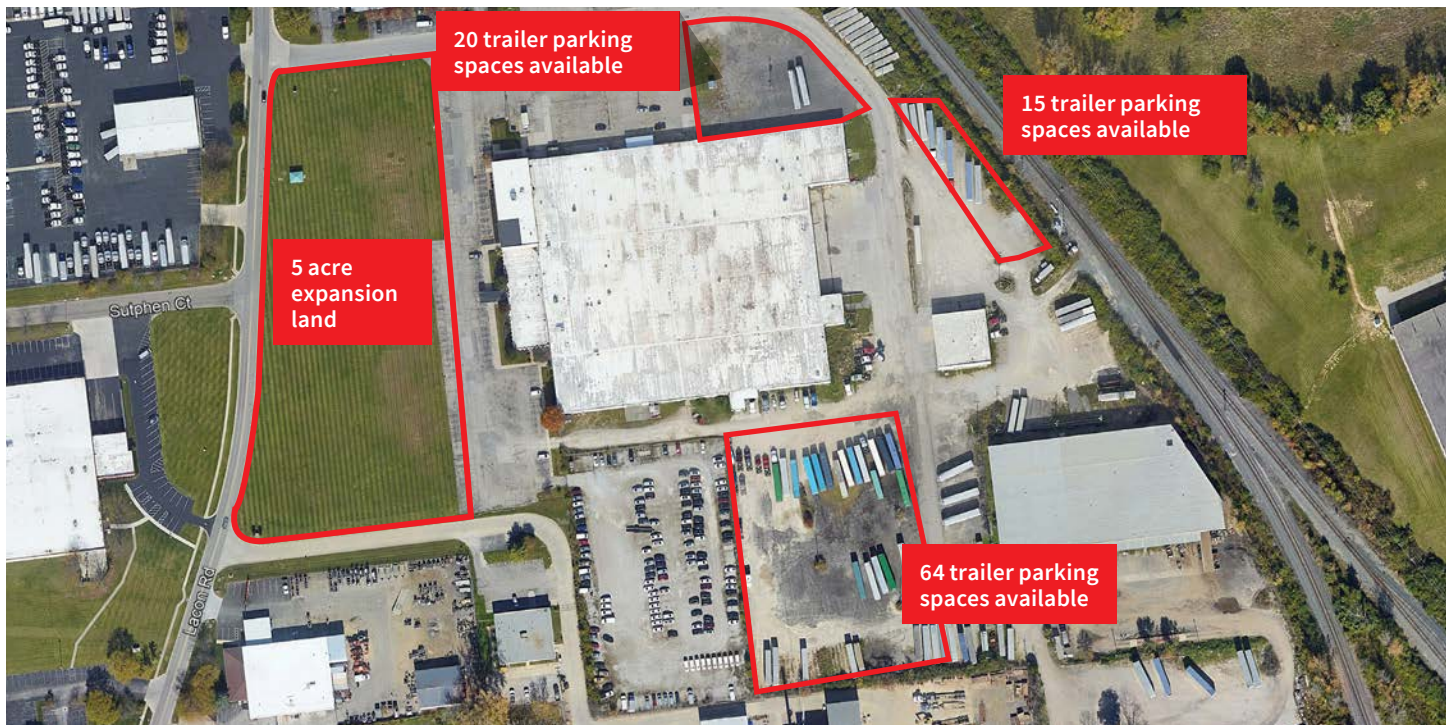 20 trailer parking
spaces available
15 trailer parking
spaces available
5 acre
expansion
land
Sutphen Ct
64 trailer parking
spaces available
Lacon Rd